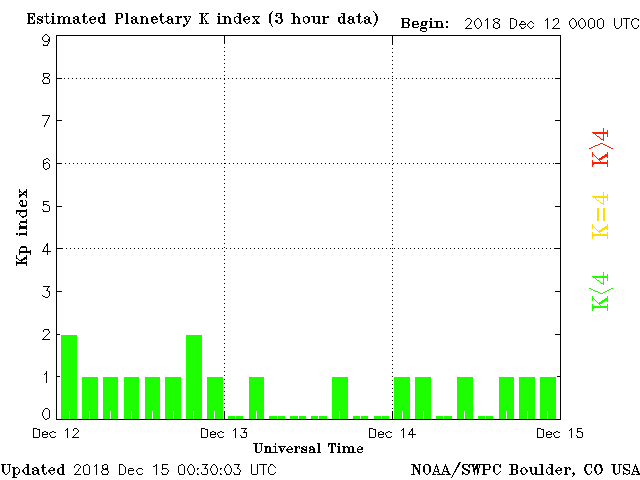 Estimated Planetary K index (3 hour data) Begin: 2018 Dec 12 0000 UTC
9
8
7
6
5
4
3
2
1
0
Kp index
K>4
K=4
K<4
Dec 12 Dec 13 Dec 14 Dec 15
Universal Time
Updated 2018 Dec 15 00:30:03 UTC NOAA/SWPC Boulder, CO USA